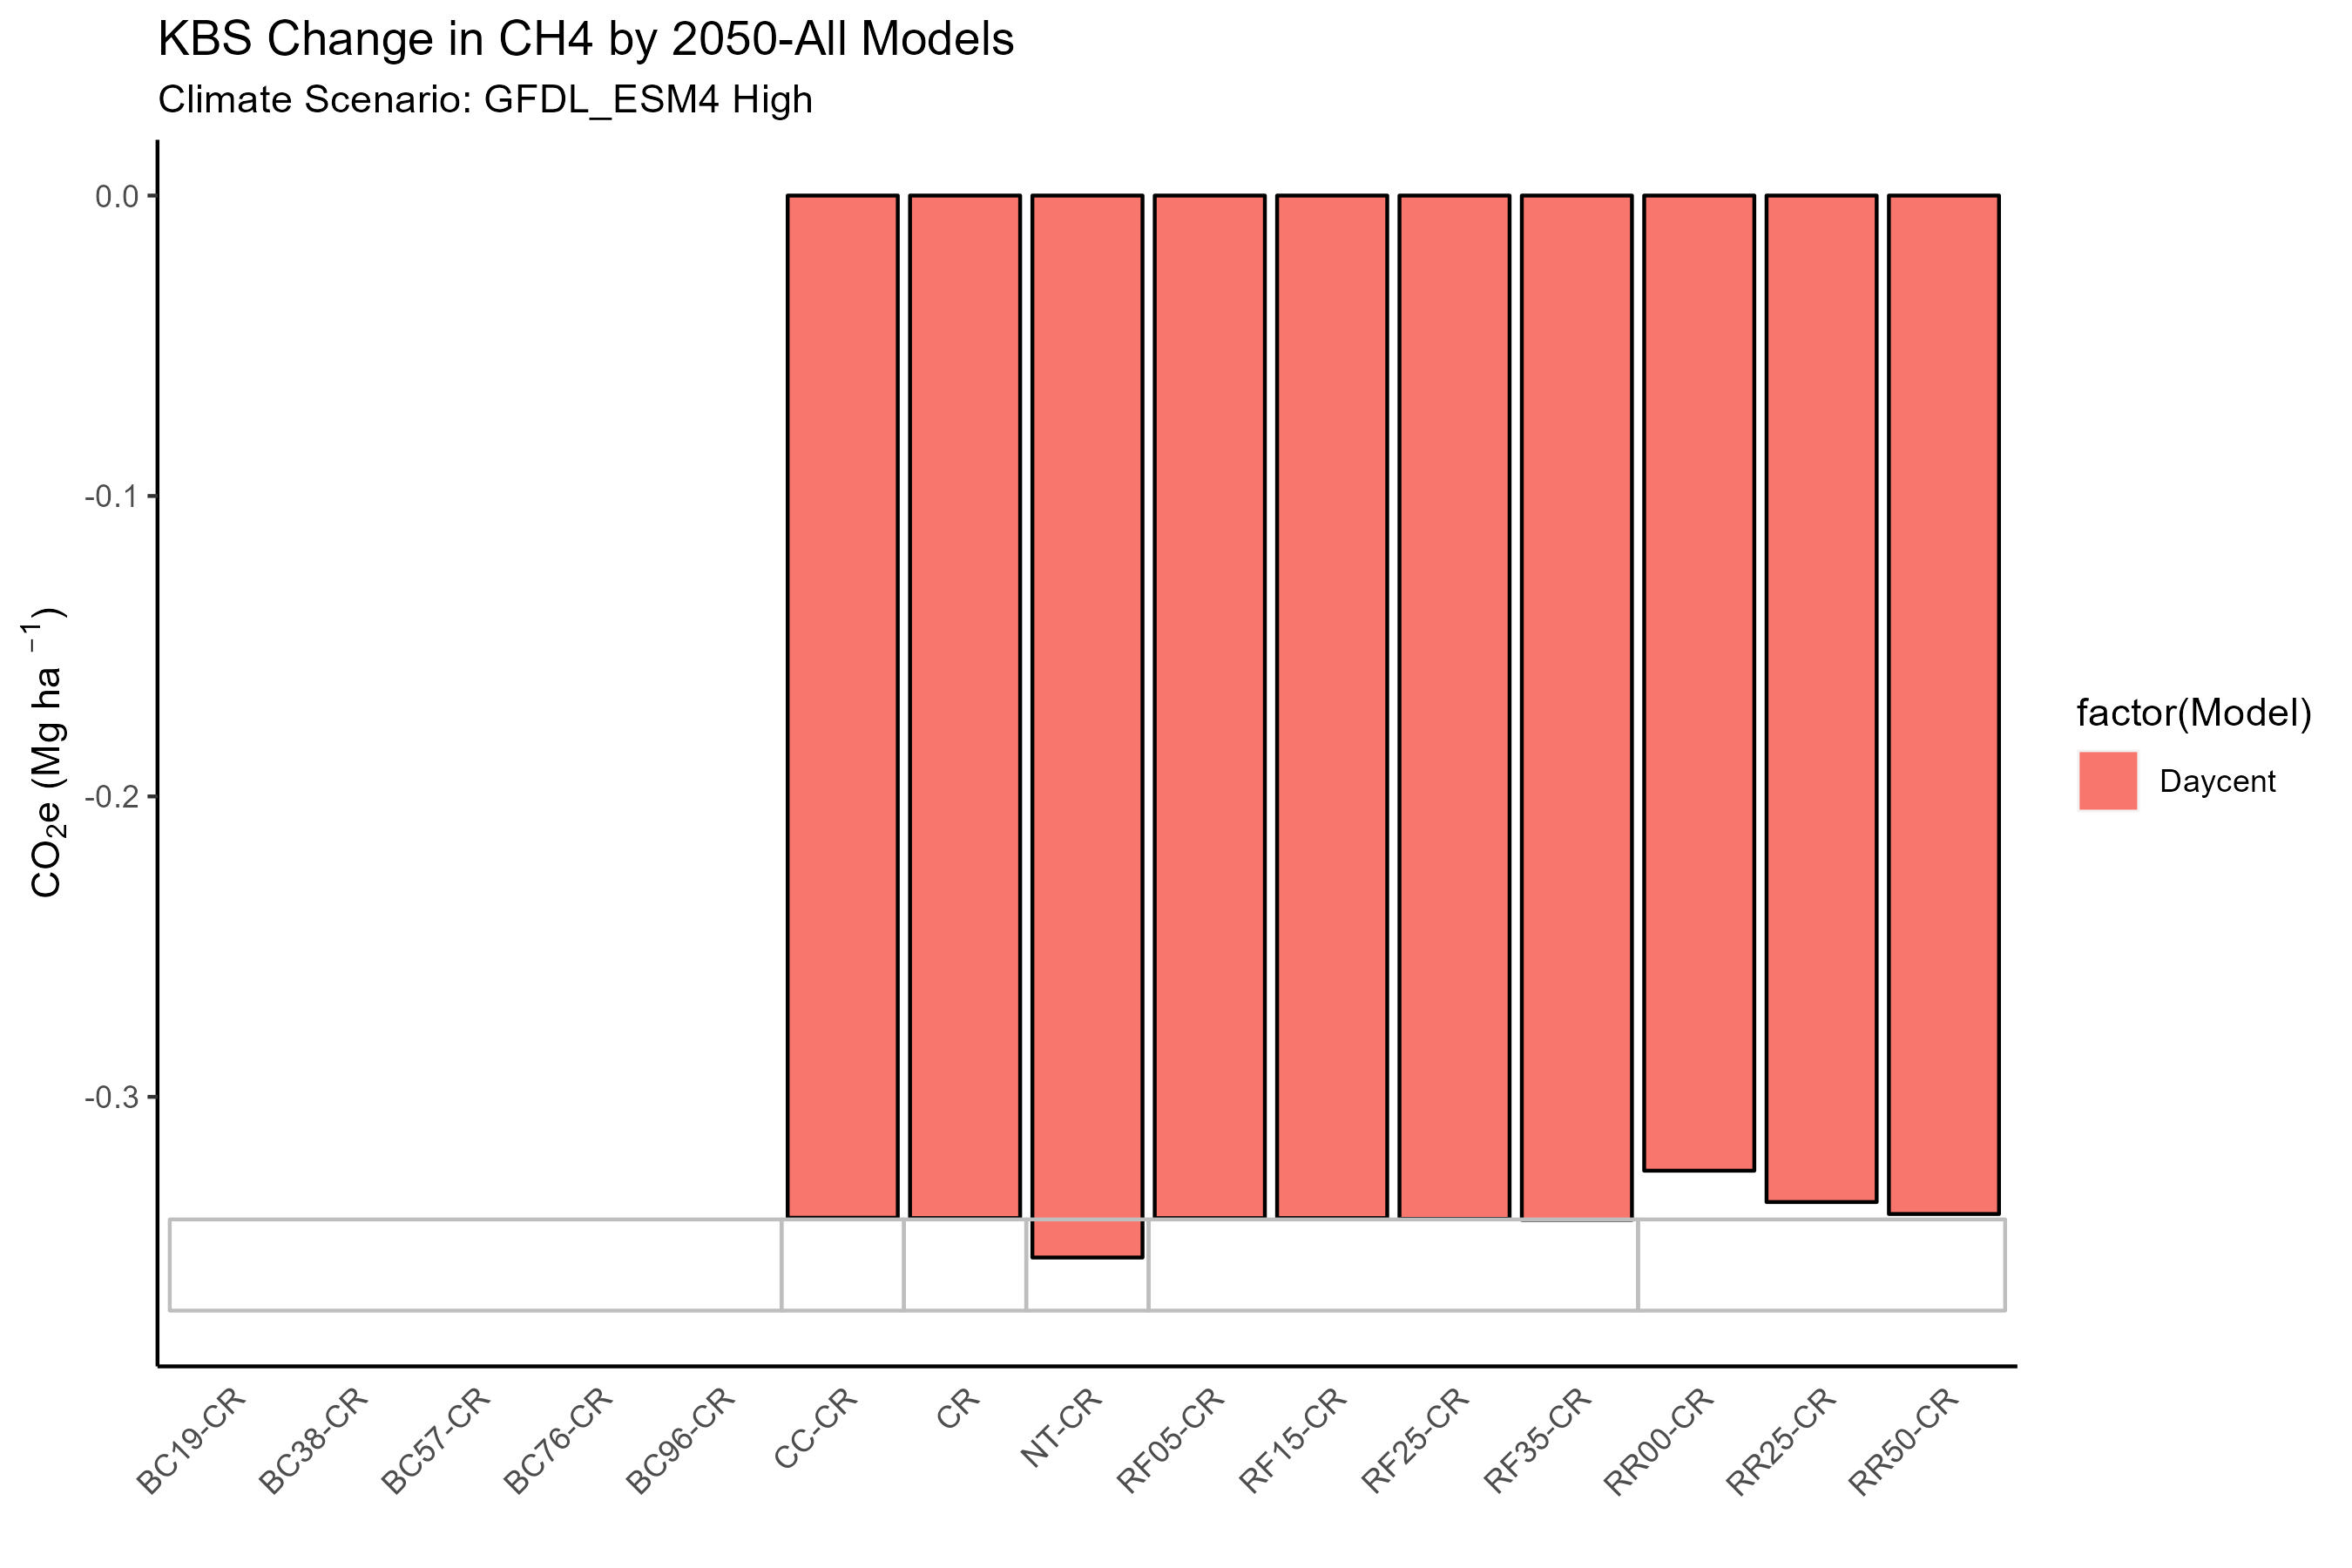 KBS Change in CH4 by 2050-All Models
Climate Scenario: GFDL_ESM4 High
CO₂e (Mg ha ⁻¹)
0.0
-0.1
-0.2
-0.3
BC19-CR
BC38-CR
BC57-CR
BC76-CR
BC96-CR
CC-CR
CR
NT-CR
RF05-CR
RF15-CR
RF25-CR
RF35-CR
RR00-CR
RR25-CR
RR50-CR
factor(Model)
Daycent